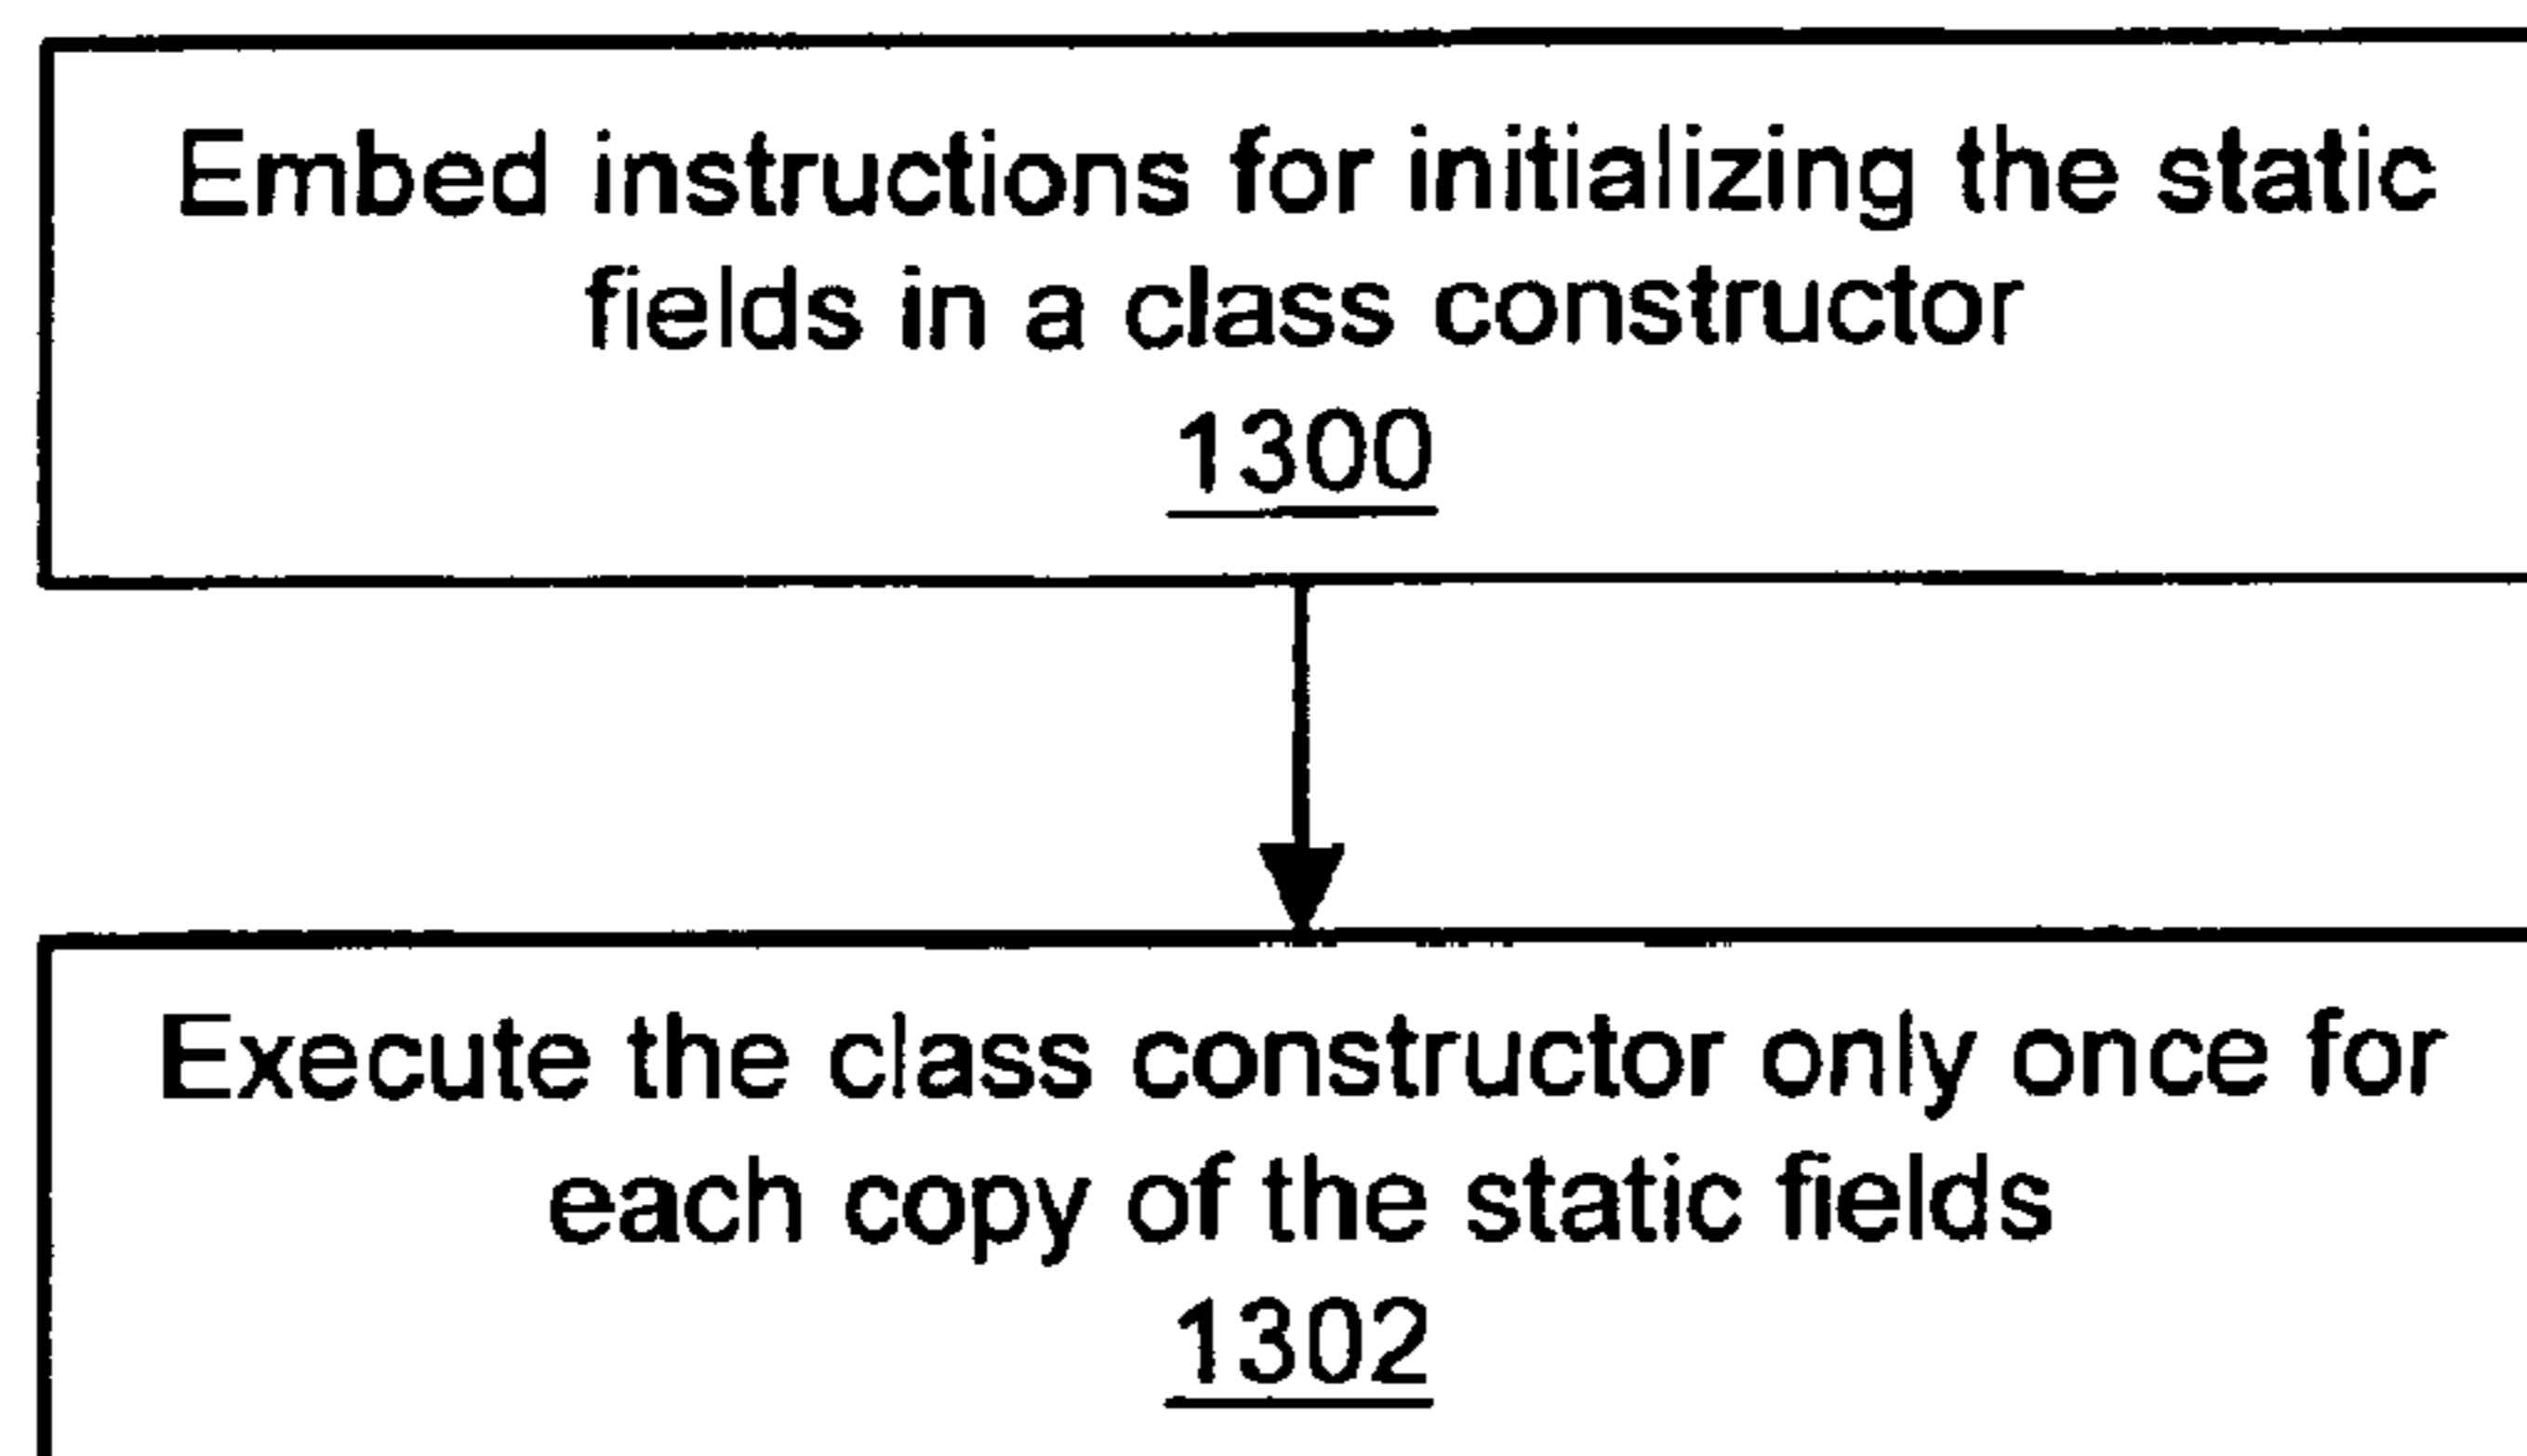 Embed instructions for initializing the static
fields in a class constructor
1300
Execute the class constructor only once for
each copy of the static fields
1302